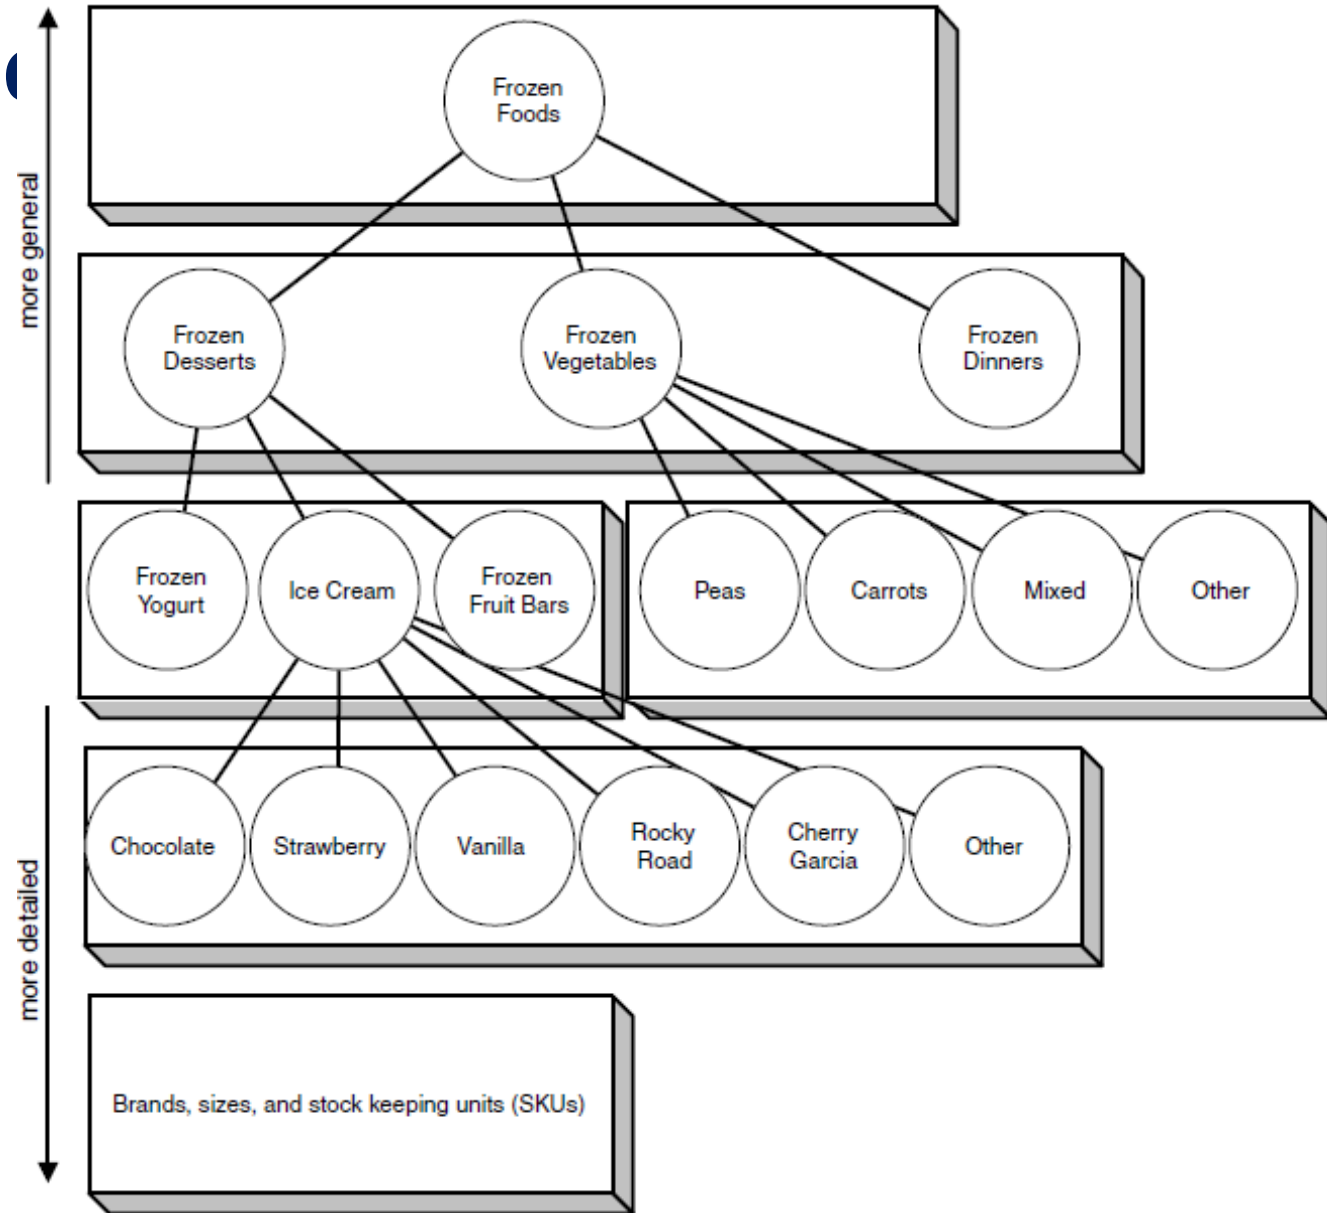 more general
Frozen
Foods
Frozen
Desserts
Frozen
Vegetables
Frozen
Dinners
Frozen
Yogurt
Ice Cream
Frozen
Fruit Bars
Peas
Carrots
Mixed
Other
more detailed
Chocolate
Strawberry
Vanilla
Rocky
Road
Cherry
Garcia
Other
Brands, sizes, and stock keeping units (SKUs)